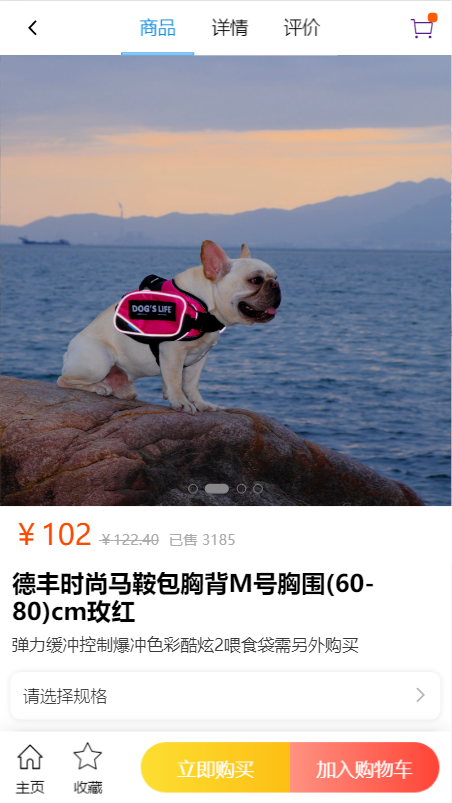 商品 详情 评价
DOG'S LIFE
￥102 ￥122.40 已售 3185
德丰时尚马鞍包胸背M号胸围(60-
80)cm玫红
弹力缓冲控制爆冲色彩酷炫2喂食袋需另外购买
请选择规格
主页 收藏 立即购买 加入购物车